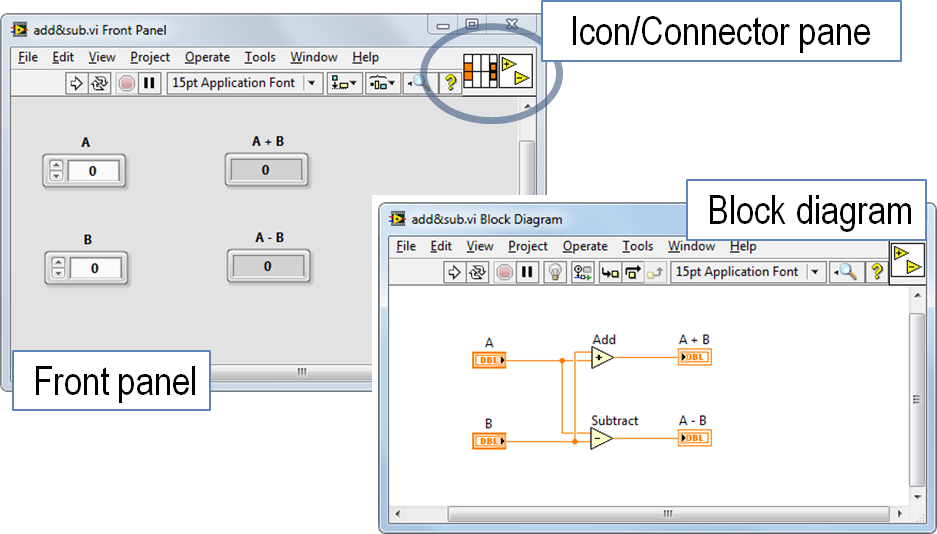 add&sub.vi Front Panel
Icon/Connector pane
File Edit View Project Operate Tools Window Help
15pt Application Font
A
0
A + B
0
B
0
A - B
0
Front panel
Block diagram
add&sub.vi Block Diagram
File Edit View Project Operate Tools Window Help
15pt Application Font
A
DBL
Add
A + B
DBL
B
DBL
Subtract
A - B
DBL